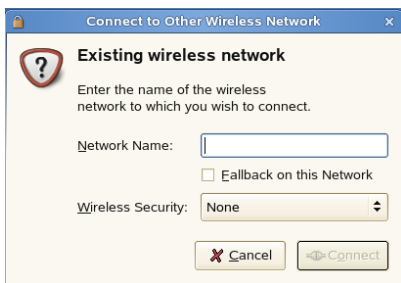 Connect to Other Wireless Network
Existing wireless network
Enter the name of the wireless
network to which you wish to connect.
Network Name:
Fallback on this Network
Wireless Security: None
Cancel Connect